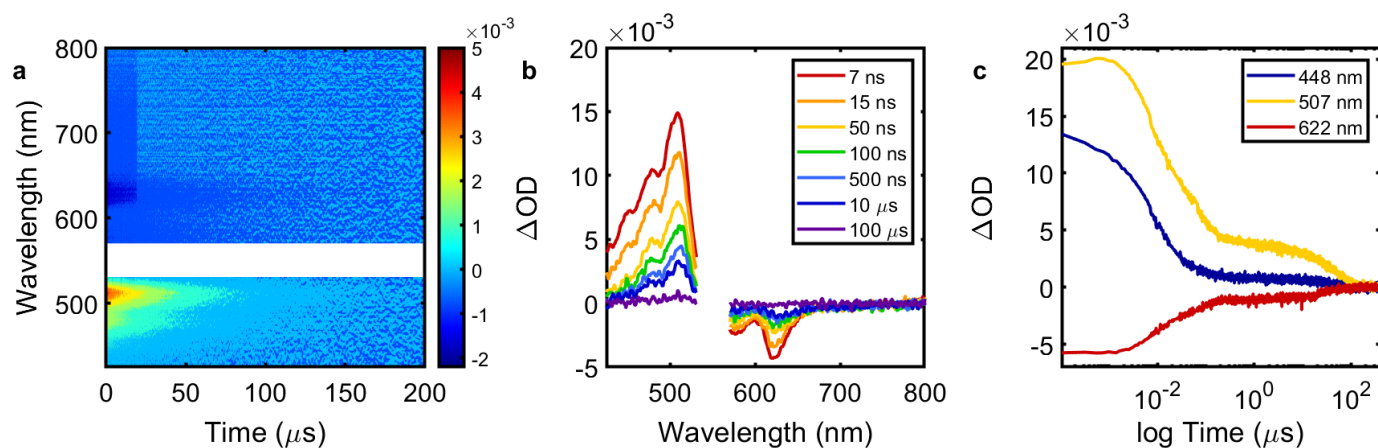 a
×10⁻³
800
700
600
500
Wavelength (nm)
0 50 100 150 200
Time (μs)
5
4
3
2
1
0
-1
-2
b
×10⁻³
20
15
10
5
0
-5
ΔOD
7 ns
15 ns
50 ns
100 ns
500 ns
10 μs
100 μs
500 600 700 800
Wavelength (nm)
c
×10⁻³
20
15
10
5
0
-5
ΔOD
448 nm
507 nm
622 nm
10⁻² 10⁰ 10²
log Time (μs)